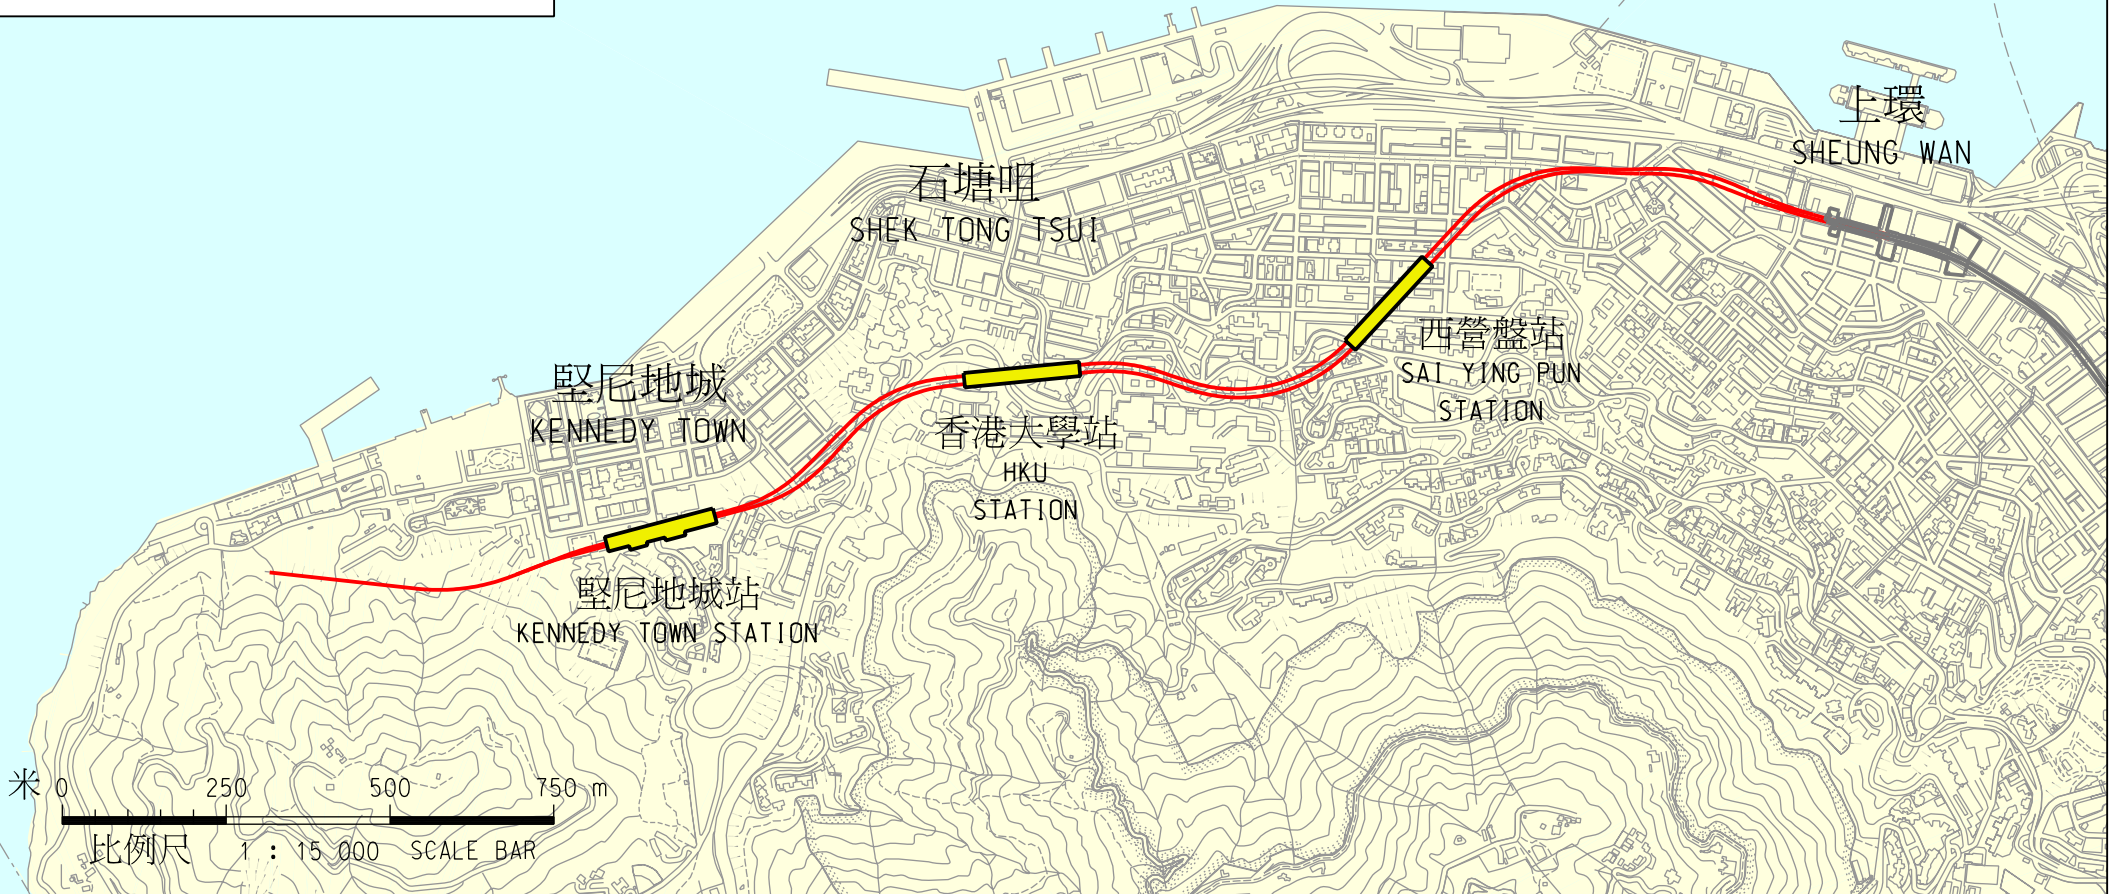 上環
SHEUNG WAN
石塘咀
SHEK TONG TSUI
西營盤站
SAI YING PUN
STATION
堅尼地城
KENNEDY TOWN
香港大學站
HKU
STATION
堅尼地城站
KENNEDY TOWN STATION
米 0 250 500 750 m
比例尺 1 : 15 000 SCALE BAR